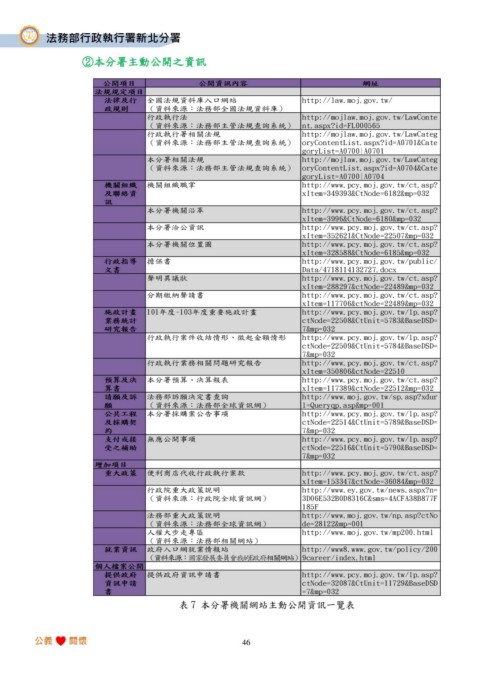 法務部行政執行署新北分署
②本分署主動公開之資訊
公開項目 公開資訊內容 網址
法規規定項目
法律及行政規則 全國法規資料庫入口網站 http://law.moj.gov.tw/
（資料來源：法務部全國法規資料庫）
行政執行法 http://mojlaw.moj.gov.tw/LawConte
（資料來源：法務部主管法規查詢系統） nt.aspx?id=FL000565
行政執行署相關法規 http://mojlaw.moj.gov.tw/LawCateg
（資料來源：法務部主管法規查詢系統） oryContentList.aspx?id=A0701&Cate
goryList=A0700|A0701
本分署相關法規 http://mojlaw.moj.gov.tw/LawCateg
（資料來源：法務部主管法規查詢系統） oryContentList.aspx?id=A0704&Cate
goryList=A0700|A0704
機關組織 機關組織職掌 http://www.pcy.moj.gov.tw/ct.asp?
及聯絡資 xItem=349393&CtNode=6182&mp=032
訊
本分署機關沿革 http://www.pcy.moj.gov.tw/ct.asp?
xItem=3996&CtNode=6180&mp=032
本分署洽公資訊 http://www.pcy.moj.gov.tw/ct.asp?
xItem=352621&CtNode=22507&mp=032
本分署機關位置圖 http://www.pcy.moj.gov.tw/ct.asp?
xItem=328588&CtNode=6185&mp=032
行政指導 擔保書 http://www.pcy.moj.gov.tw/public/
文書 Data/4718114132727.docx
聲明異議狀 http://www.pcy.moj.gov.tw/ct.asp?
xItem=288297&ctNode=22489&mp=032
分期繳納聲請書 http://www.pcy.moj.gov.tw/ct.asp?
xItem=117706&ctNode=22489&mp=032
施政計畫 101年度-103年度重要施政計畫 http://www.pcy.moj.gov.tw/lp.asp?
業務統計 ctNode=22508&CtUnit=5783&BaseDSD=
研究報告 7&mp=032
行政執行案件收結情形、徵起金額情形 http://www.pcy.moj.gov.tw/lp.asp?
ctNode=22509&CtUnit=5784&BaseDSD=
7&mp=032
行政執行業務相關問題研究報告 http://www.pcy.moj.gov.tw/ct.asp?
xItem=350806&ctNode=22510
預算及決 本分署預算、決算報表 http://www.pcy.moj.gov.tw/ct.asp?
算書 xItem=117389&ctNode=22512&mp=032
請願及訴 法務部訴願決定書查詢 http://www.moj.gov.tw/sp.asp?xdur
願 （資料來源：法務部全球資訊網） l=Queryqp.asp&mp=001
公共工程 本分署採購案公告事項 http://www.pcy.moj.gov.tw/lp.asp?
及採購契 ctNode=22514&CtUnit=5789&BaseDSD=
約 7&mp=032
支付或接 無應公開事項 http://www.pcy.moj.gov.tw/lp.asp?
受之補助 ctNode=22516&CtUnit=5790&BaseDSD=
7&mp=032
增加項目
重大政策 便利商店代收行政執行案款 http://www.pcy.moj.gov.tw/ct.asp?
xItem=153347&ctNode=36084&mp=032
行政院重大政策說明 http://www.ey.gov.tw/news.aspx?n=
（資料來源：行政院全球資訊網） 3D06E532B0D8316C&sms=4ACFA38B877F
185F
法務部重大政策說明 http://www.moj.gov.tw/np.asp?ctNo
（資料來源：法務部全球資訊網） de=28122&mp=001
人權大步走專區 http://www.moj.gov.tw/mp200.html
（資料來源：法務部相關網站）
就業資訊 政府入口網就業情報站 http://www8.www.gov.tw/policy/200
（資料來源：國家發展委員會我的E政府相關網站） 9career/index.html
個人檔案公開
提供政府 提供政府資訊申請書 http://www.pcy.moj.gov.tw/lp.asp?
資訊申請 ctNode=32087&CtUnit=11729&BaseDSD
書 =7&mp=032
表 7 本分署機關網站主動公開資訊一覽表
公義 關懷
46